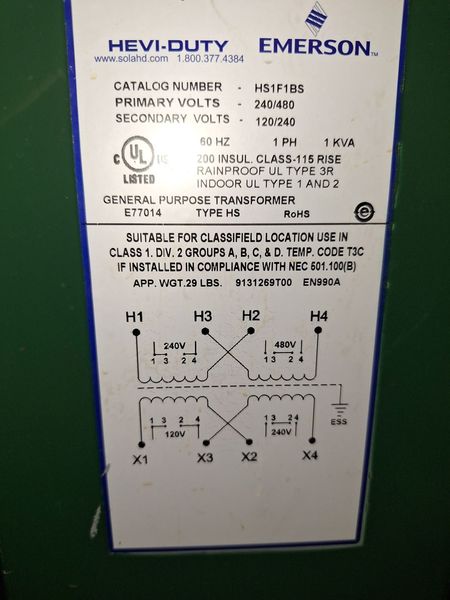 HEVI-DUTY EMERSON™
www.solahd.com 1.800.377.4384
CATALOG NUMBER - HS1F1BS
PRIMARY VOLTS - 240/480
SECONDARY VOLTS - 120/240
60 HZ 1 PH 1 KVA
C UL US 200 INSUL. CLASS-115 RISE
RAINPROOF UL TYPE 3R
LISTED INDOOR UL TYPE 1 AND 2
GENERAL PURPOSE TRANSFORMER
E77014 TYPE HS RoHS e
SUITABLE FOR CLASSIFIELD LOCATION USE IN
CLASS 1. DIV. 2 GROUPS A, B, C, & D. TEMP. CODE T3C
IF INSTALLED IN COMPLIANCE WITH NEC 501.100(B)
APP. WGT.29 LBS. 9131269T00 EN990A
H1 H3 H2 H4
240V 480V
1 3 2 4 1 3 2 4
ESS
1 3 2 4 1 3 2 4
120V 240V
X1 X3 X2 X4